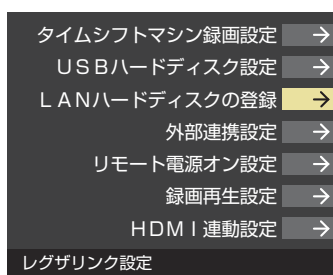 タイムシフトマシン録画設定 →
USBハードディスク設定 →
LANハードディスクの登録 →
外部連携設定 →
リモート電源オン設定 →
録画再生設定 →
HDMI連動設定 →
レグザリンク設定